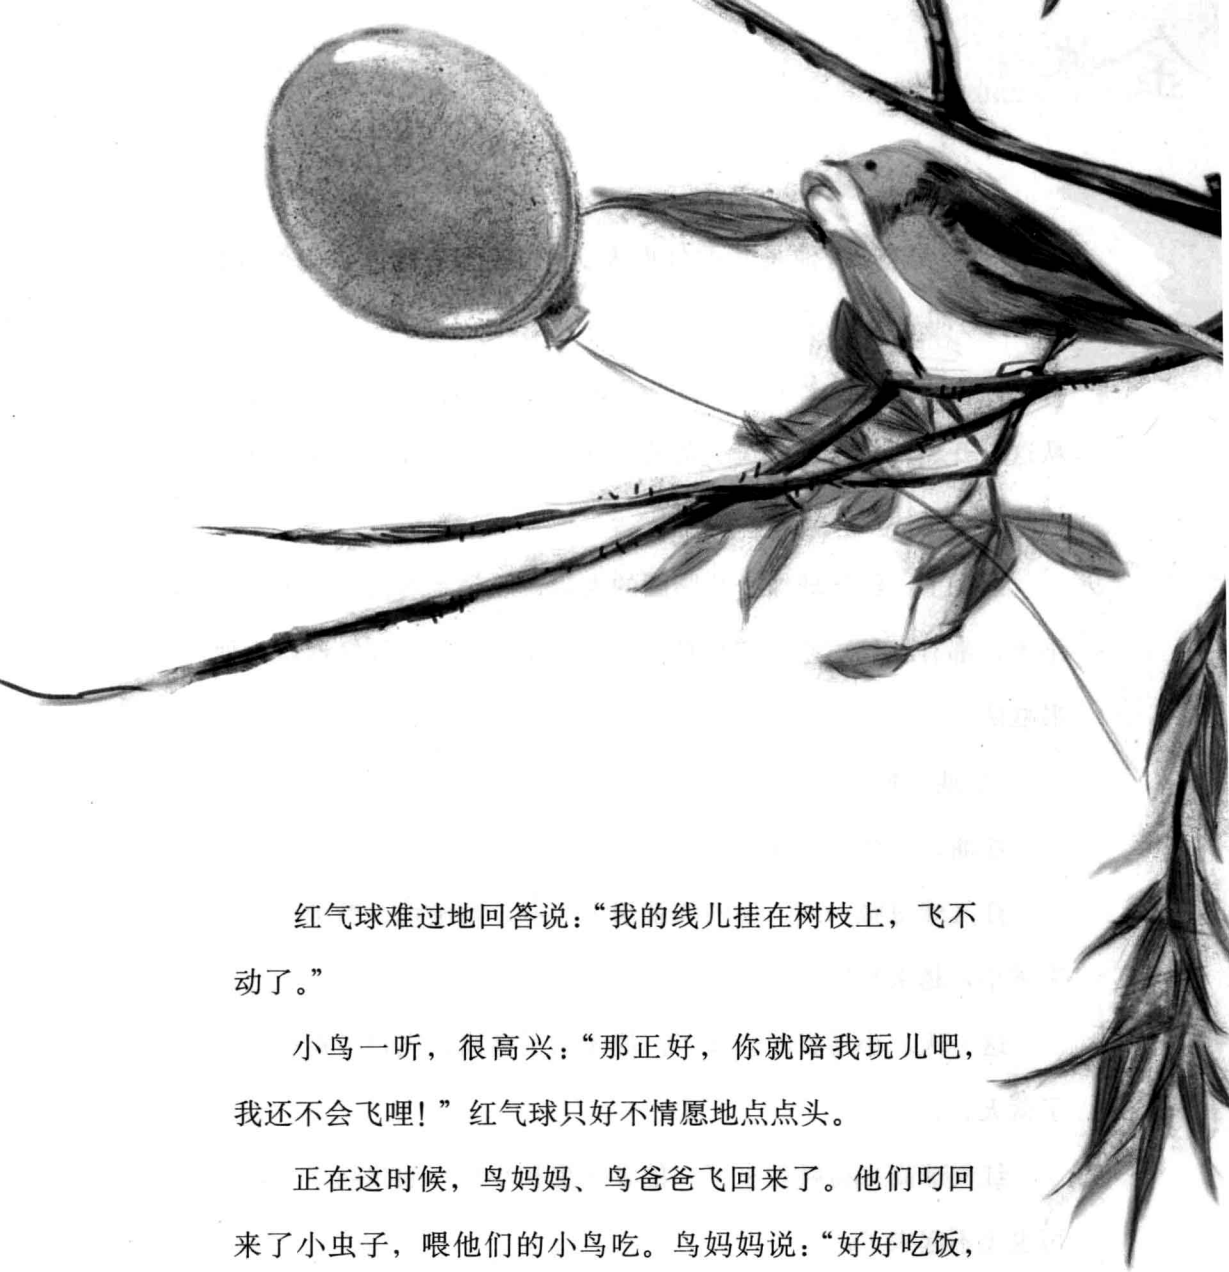 红气球难过地回答说：“我的线儿挂在树枝上，飞不
动了。”
小鸟一听，很高兴：“那正好，你就陪我玩儿吧，
我还不会飞哩！”红气球只好不情愿地点点头。
正在这时候，鸟妈妈、鸟爸爸飞回来了。他们叼回
来了小虫子，喂他们的小鸟吃。鸟妈妈说：“好好吃饭，